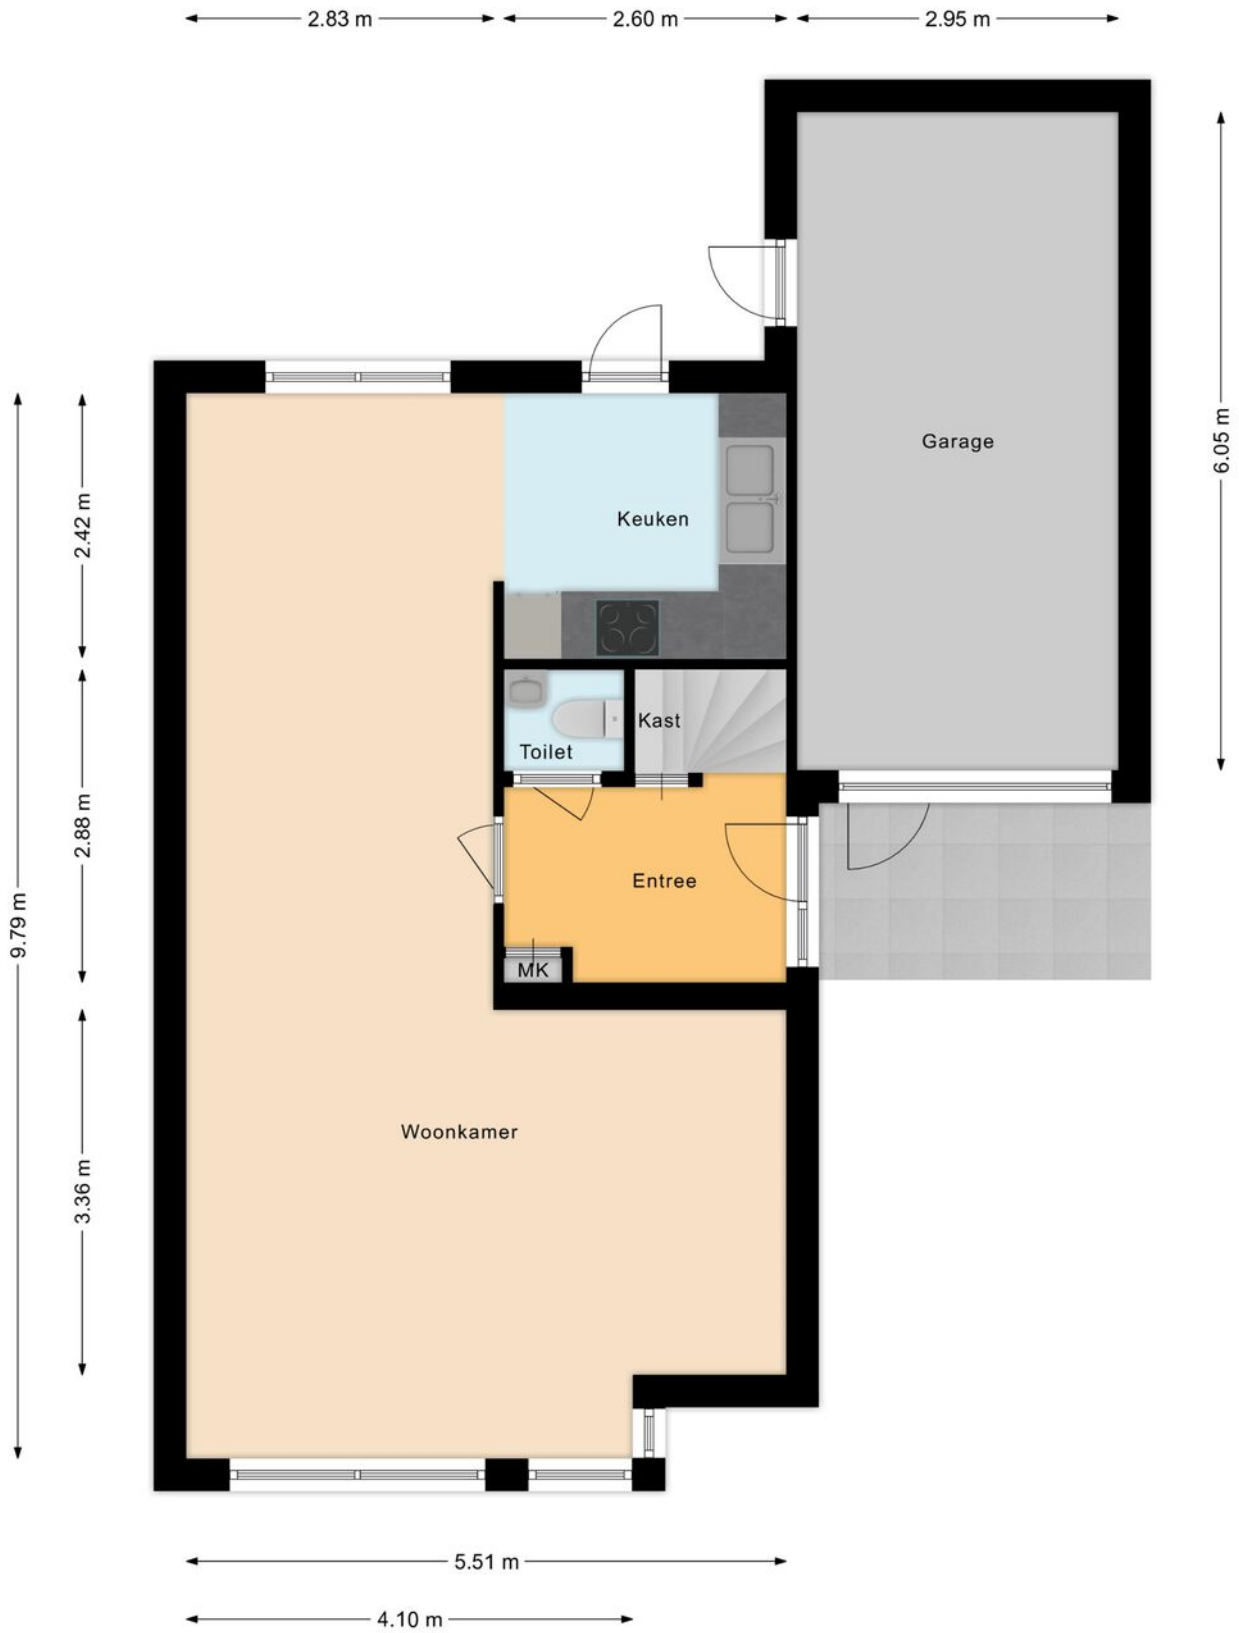 2.83 m
2.60 m
2.95 m
6.05 m
Garage
2.42 m
Keuken
Kast
Toilet
2.88 m
Entree
9.79 m
MK
Woonkamer
3.36 m
5.51 m
4.10 m